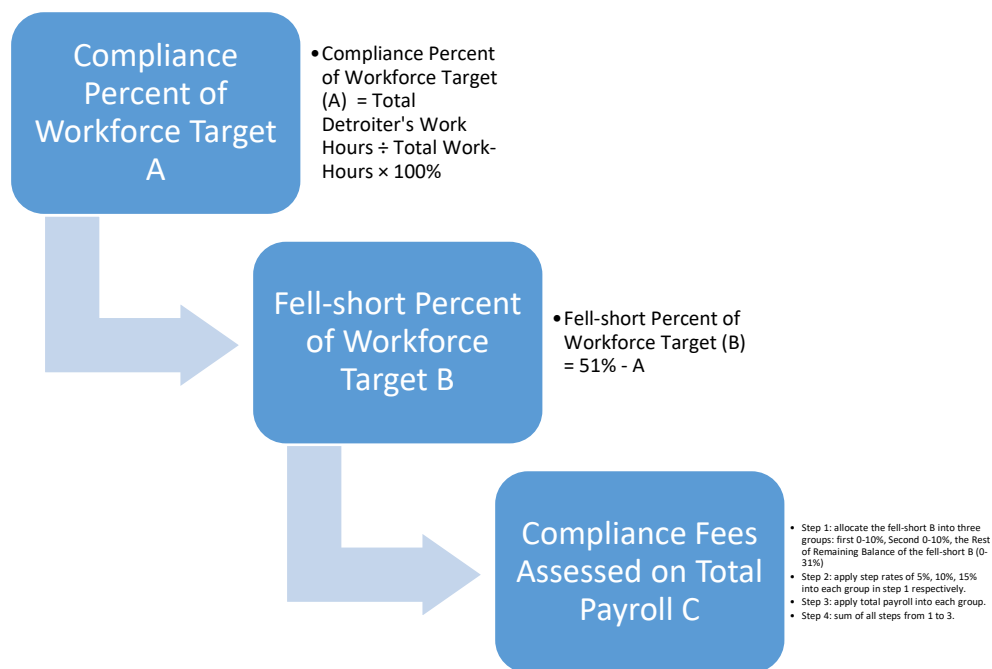 Compliance
Percent of
Workforce Target
A
•Compliance Percent
of Workforce Target
(A)  = Total
Detroiter's Work
Hours ÷ Total Work-
Hours × 100%
Fell-short Percent
of Workforce
Target B
•Fell-short Percent of
Workforce Target (B)
= 51% - A
Compliance Fees
Assessed on Total
Payroll C
• Step 1: allocate the fell-short B into three
groups: first 0-10%, Second 0-10%, the Rest
of Remaining Balance of the fell-short B (0-
31%)
• Step 2: apply step rates of 5%, 10%, 15%
into each group in step 1 respectively.
• Step 3: apply total payroll into each group.
• Step 4: sum of all steps from 1 to 3.